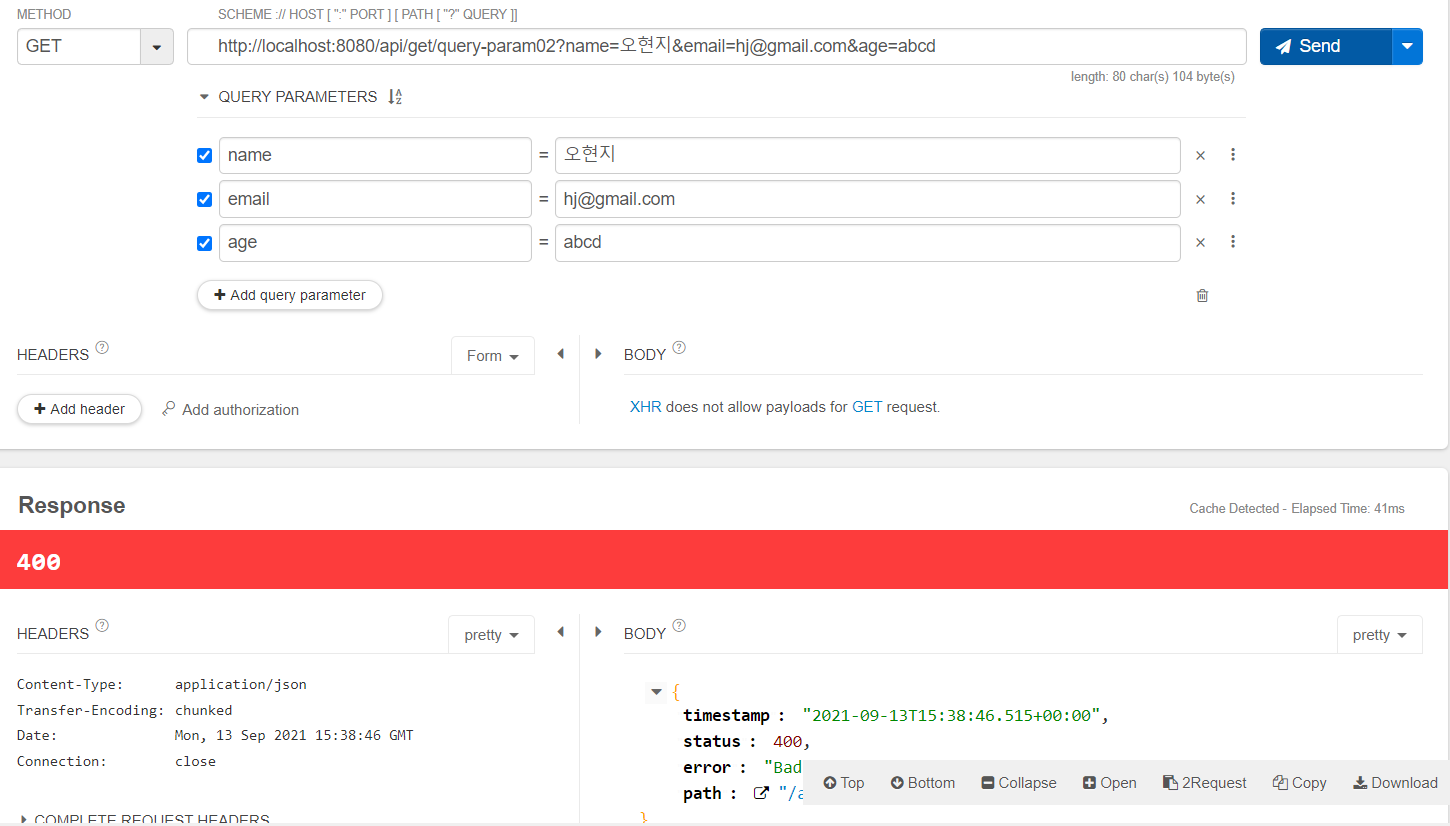 METHOD
SCHEME :// HOST [ ":" PORT ] [ PATH [ "?" QUERY ]]
GET
http://localhost:8080/api/get/query-param02?name=오현지&email=hj@gmail.com&age=abcd
Send
length: 80 char(s) 104 byte(s)
QUERY PARAMETERS
name = 오현지 ×
email = hj@gmail.com ×
age = abcd ×
Add query parameter
HEADERS ?
Form
BODY ?
Add header
Add authorization
XHR does not allow payloads for GET request.
Response
Cache Detected - Elapsed Time: 41ms
400
HEADERS ?
pretty
BODY ?
pretty
Content-Type: application/json
Transfer-Encoding: chunked
Date: Mon, 13 Sep 2021 15:38:46 GMT
Connection: close
COMPLETE REQUEST HEADERS
{
timestamp : "2021-09-13T15:38:46.515+00:00",
status : 400,
error : "Bad
path : "/a
}
Top Bottom Collapse Open 2Request Copy Download